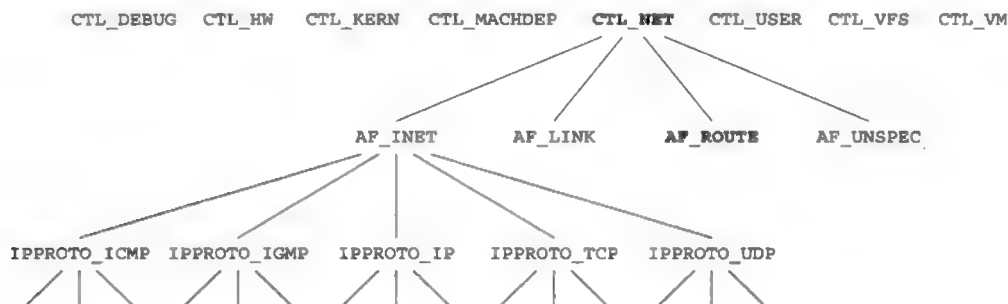 CTL_DEBUG CTL_HW CTL_KERN CTL_MACHDEP CTL_NET CTL_USER CTL_VFS CTL_VM
AF_INET AF_LINK AF_ROUTE AF_UNSPEC
IPPROTO_ICMP IPPROTO_IGMP IPPROTO_IP IPPROTO_TCP IPPROTO_UDP